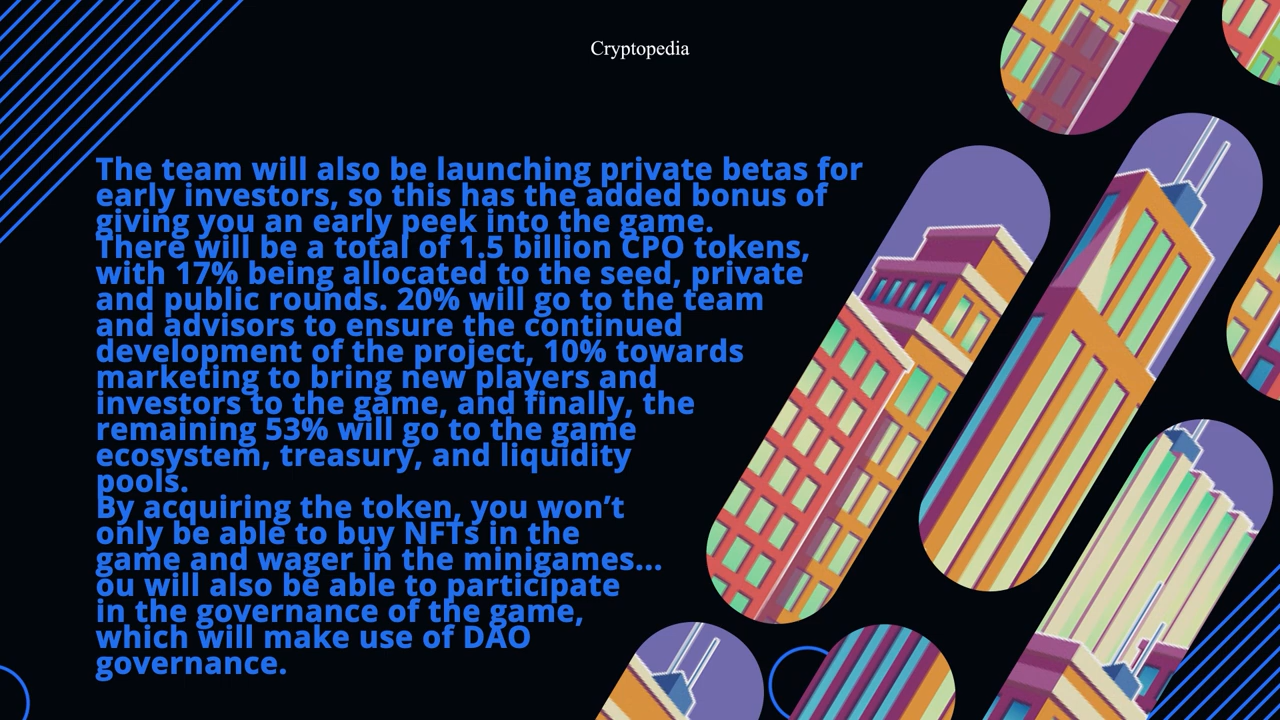 Cryptopedia
The team will also be launching private betas for
early investors, so this has the added bonus of
giving you an early peek into the game.
There will be a total of 1.5 billion CPO tokens,
with 17% being allocated to the seed, private
and public rounds. 20% will go to the team
and advisors to ensure the continued
development of the project, 10% towards
marketing to bring new players and
investors to the game, and finally, the
remaining 53% will go to the game
ecosystem, treasury, and liquidity
pools.
By acquiring the token, you won’t
only be able to buy NFTs in the
game and wager in the minigames...
ou will also be able to participate
in the governance of the game,
which will make use of DAO
governance.